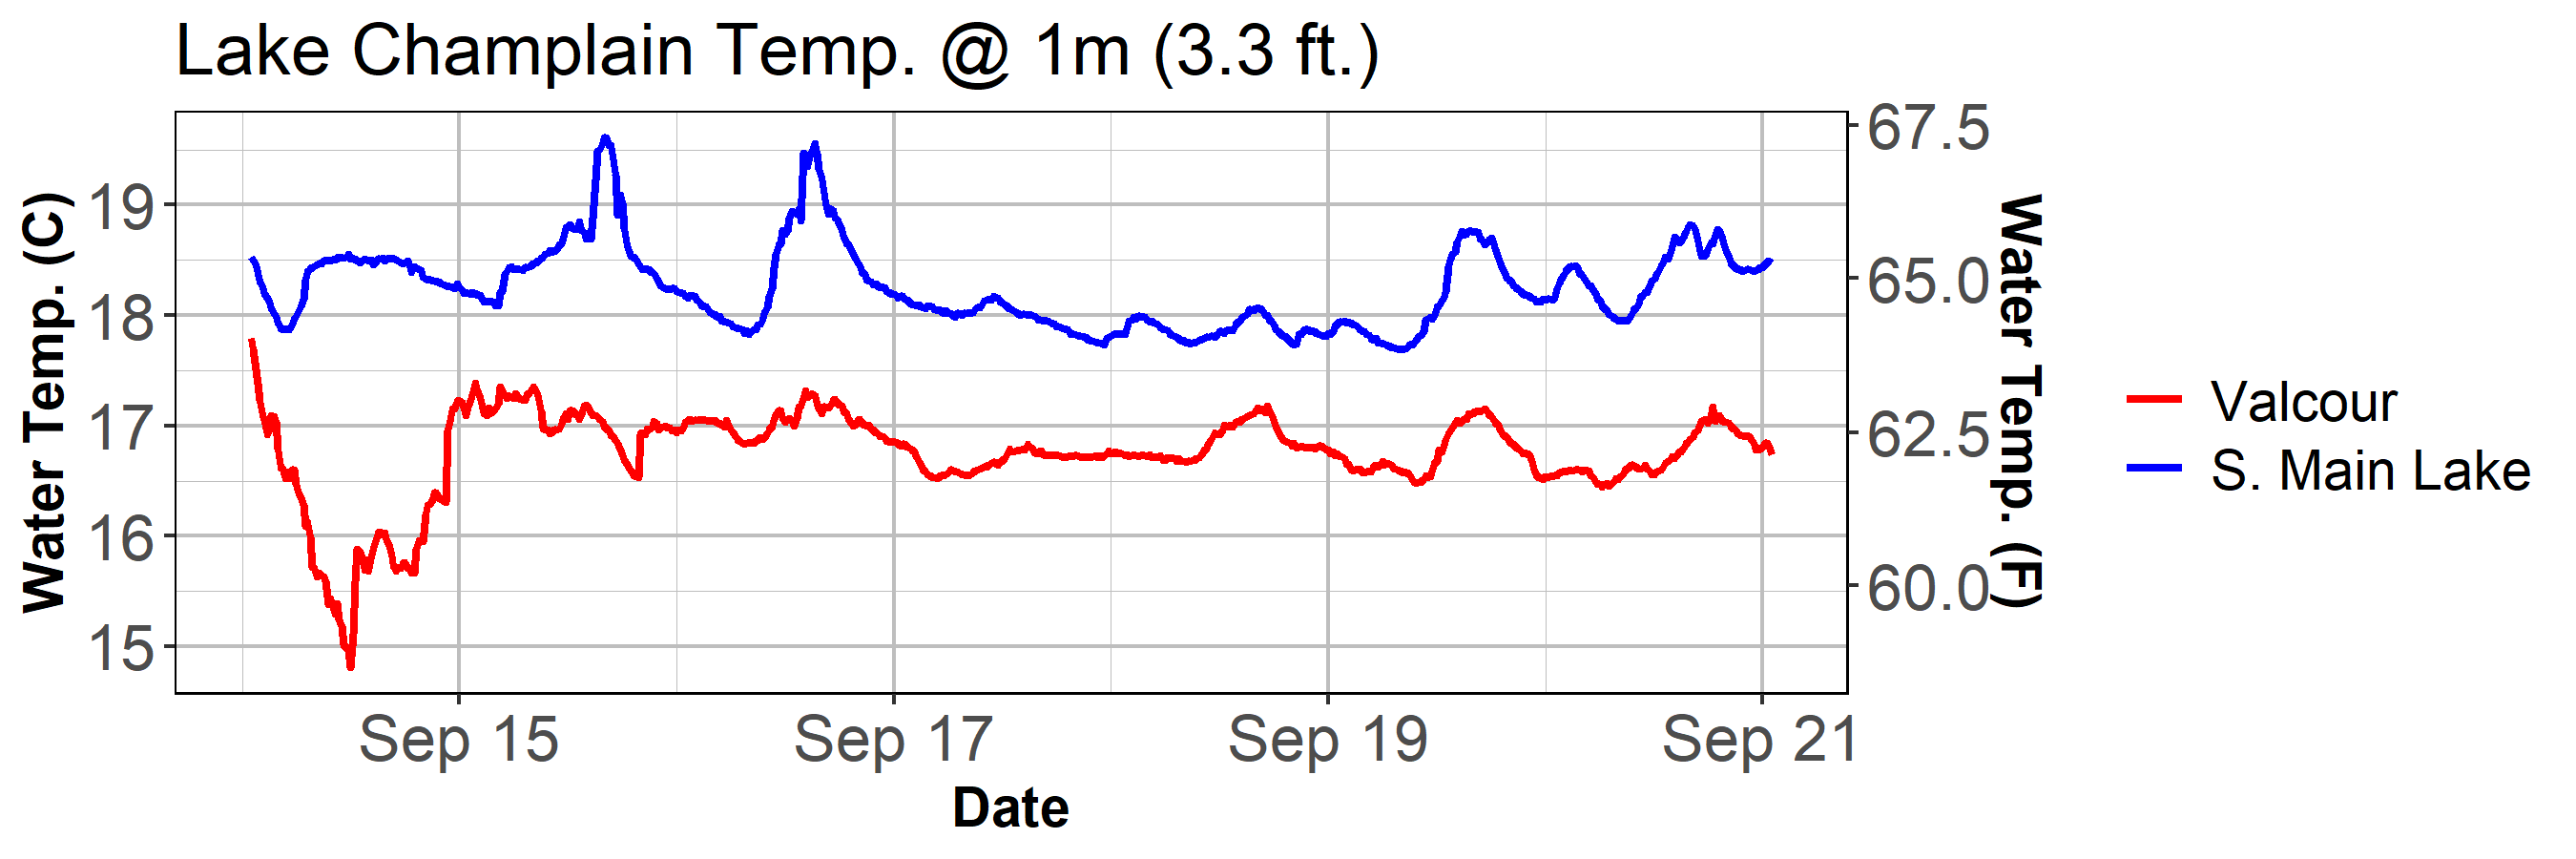 Lake Champlain Temp. @ 1m (3.3 ft.)
Water Temp. (C)
19
18
17
16
15
67.5
65.0
62.5
60.0
Water Temp. (F)
Sep 15
Sep 17
Sep 19
Sep 21
Date
Valcour
S. Main Lake